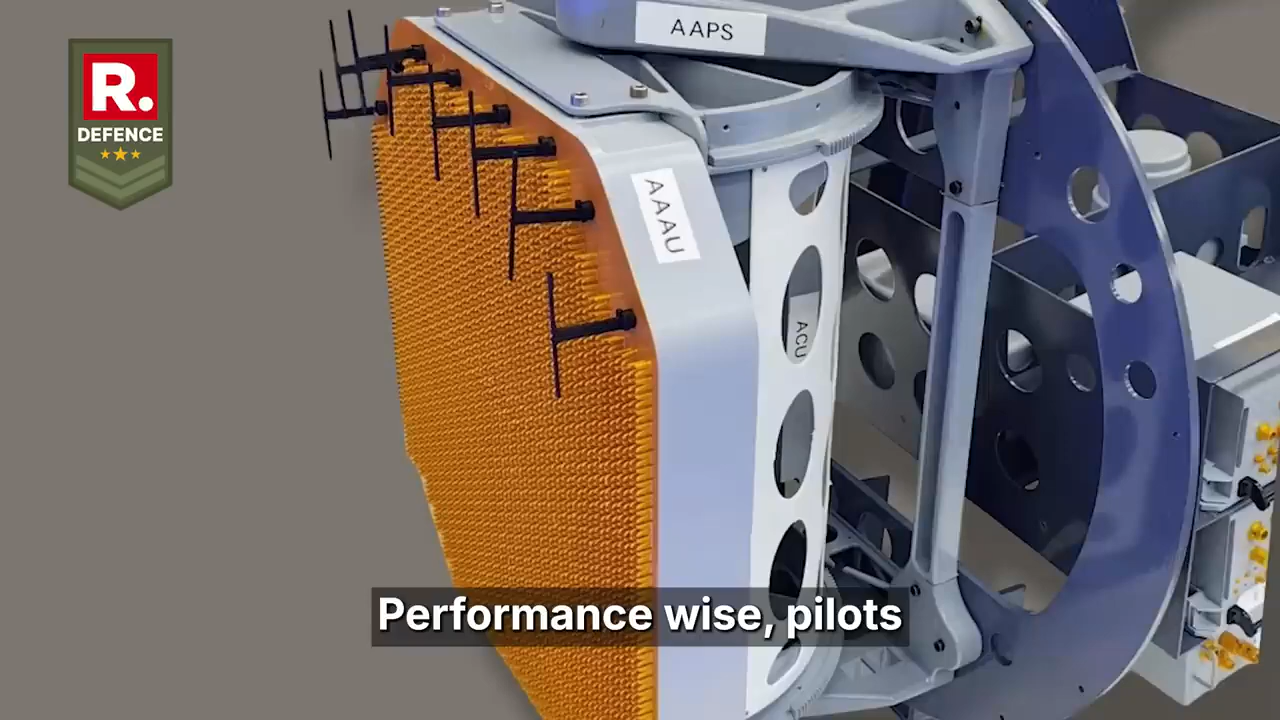 R.
DEFENCE
AAPS
AAAU
ACU
Performance wise, pilots